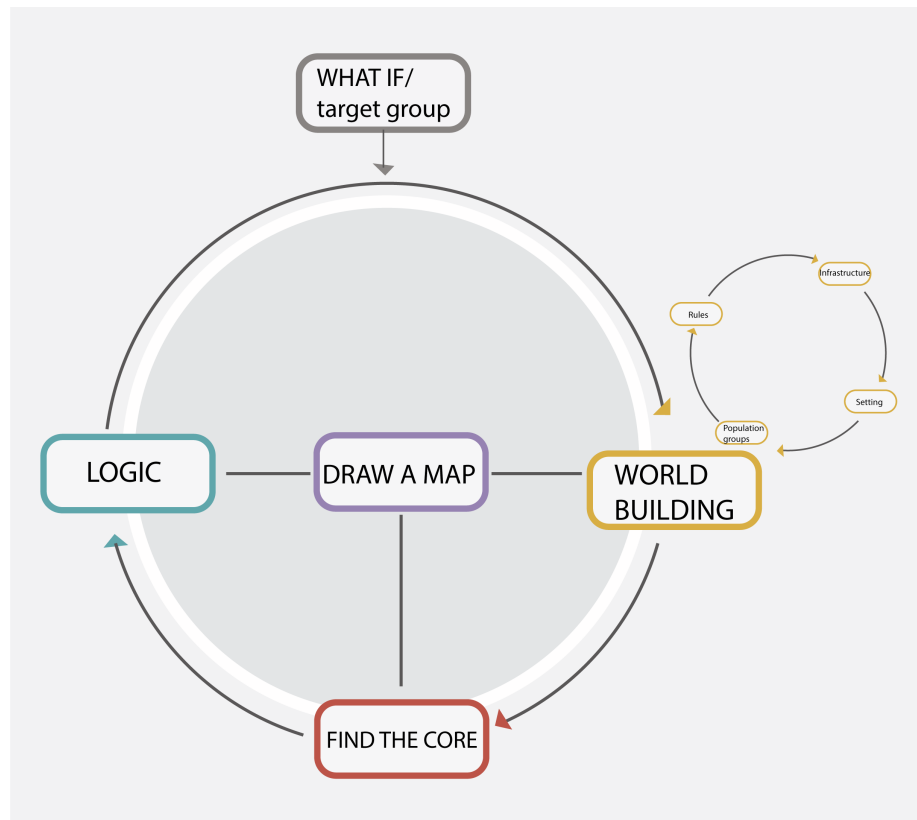 WHAT IF/
target group
Infrastructure
Rules
Setting
Population
groups
LOGIC
DRAW A MAP
WORLD
BUILDING
FIND THE CORE